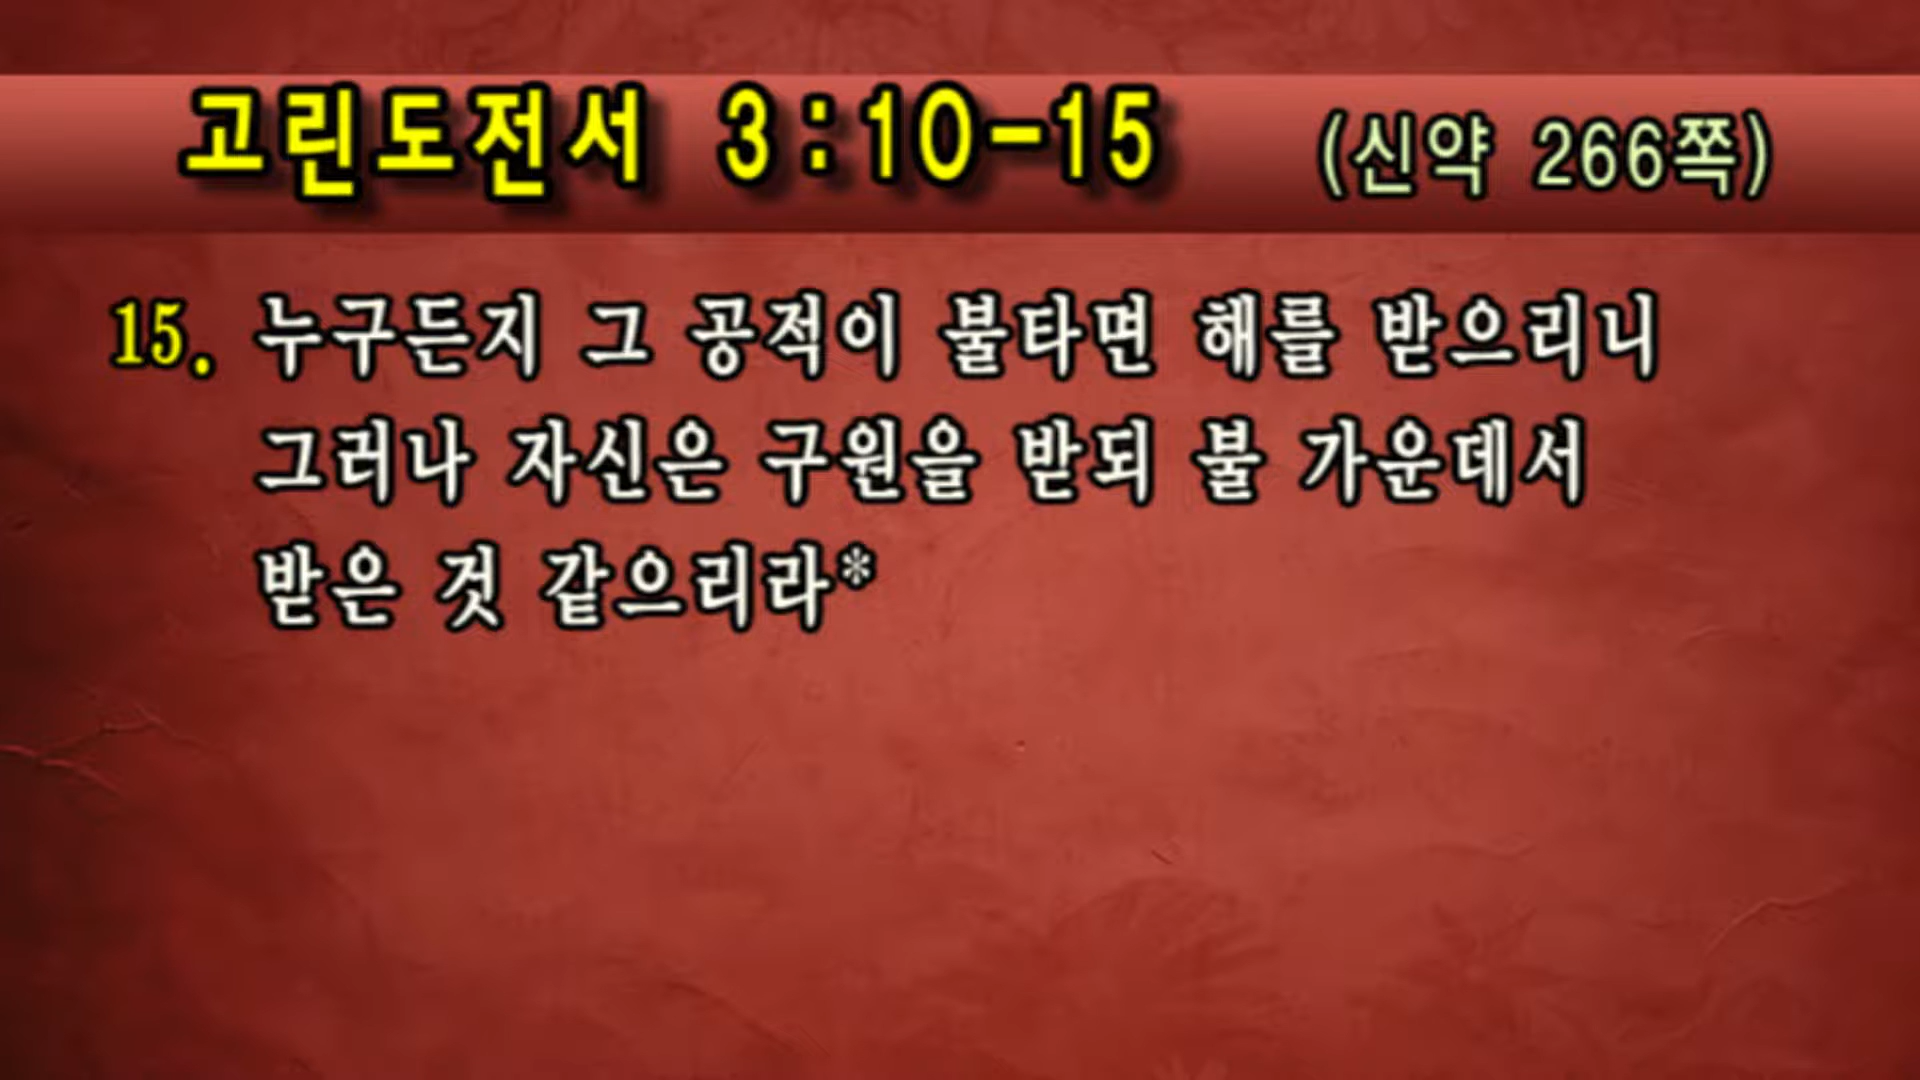 고린도전서 3:10-15 (신약 266쪽)
15. 누구든지 그 공적이 불타면 해를 받으리니
그러나 자신은 구원을 받되 불 가운데서
받은 것 같으리라*